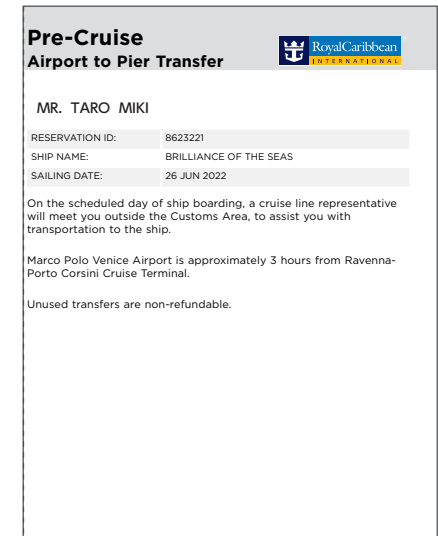 Pre-Cruise
Airport to Pier Transfer
RoyalCaribbean
INTERNATIONAL
MR. TARO MIKI
RESERVATION ID: 8623221
SHIP NAME: BRILLIANCE OF THE SEAS
SAILING DATE: 26 JUN 2022
On the scheduled day of ship boarding, a cruise line representative
will meet you outside the Customs Area, to assist you with
transportation to the ship.
Marco Polo Venice Airport is approximately 3 hours from Ravenna-
Porto Corsini Cruise Terminal.
Unused transfers are non-refundable.